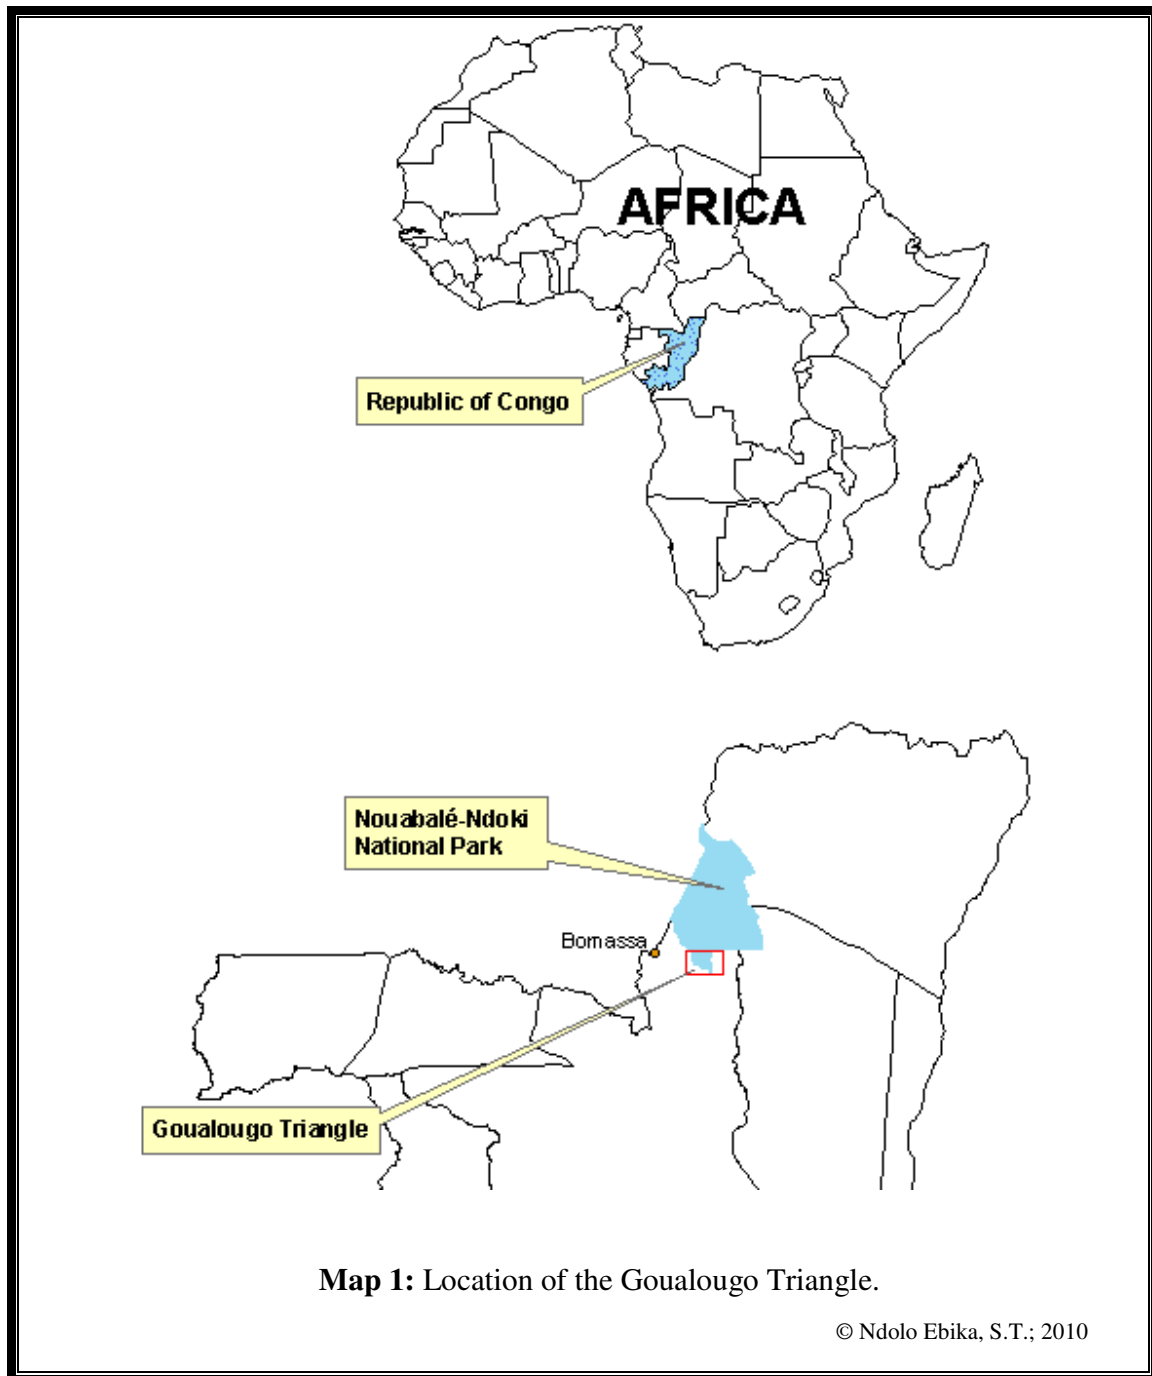 AFRICA
Republic of Congo
Nouabalé-Ndoki
National Park
Bomassa
Goualougo Triangle
Map 1: Location of the Goualougo Triangle.
© Ndolo Ebika, S.T.; 2010